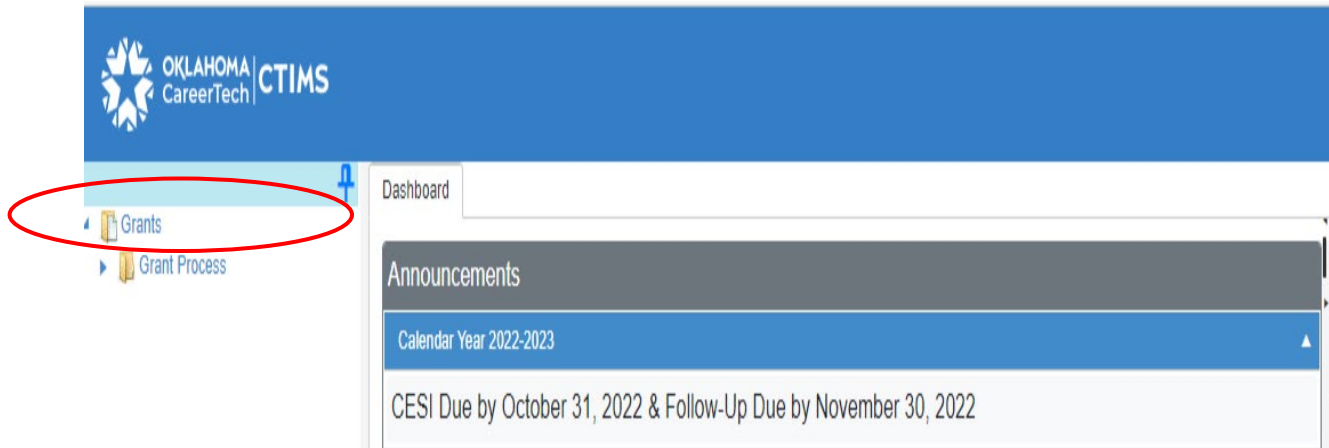 OKLAHOMA
CareerTech
CTIMS
Dashboard
Grants
Grant Process
Announcements
Calendar Year 2022-2023
CESI Due by October 31, 2022 & Follow-Up Due by November 30, 2022